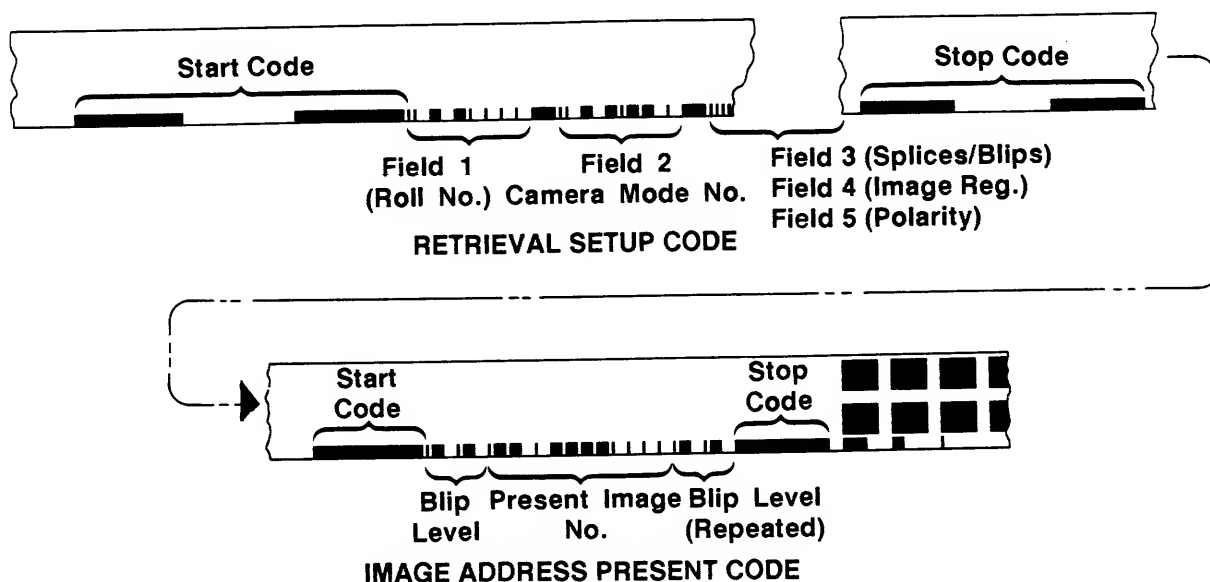 Start Code
Stop Code
Field 1
(Roll No.)
Field 2
Camera Mode No.
Field 3 (Splices/Blips)
Field 4 (Image Reg.)
Field 5 (Polarity)
RETRIEVAL SETUP CODE
Start
Code
Stop
Code
Blip
Level
Present Image
No.
Blip Level
(Repeated)
IMAGE ADDRESS PRESENT CODE